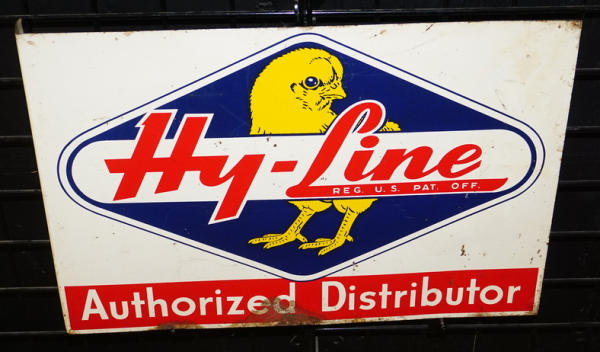 Hy-Line
REG. U.S. PAT. OFF.
Authorized Distributor